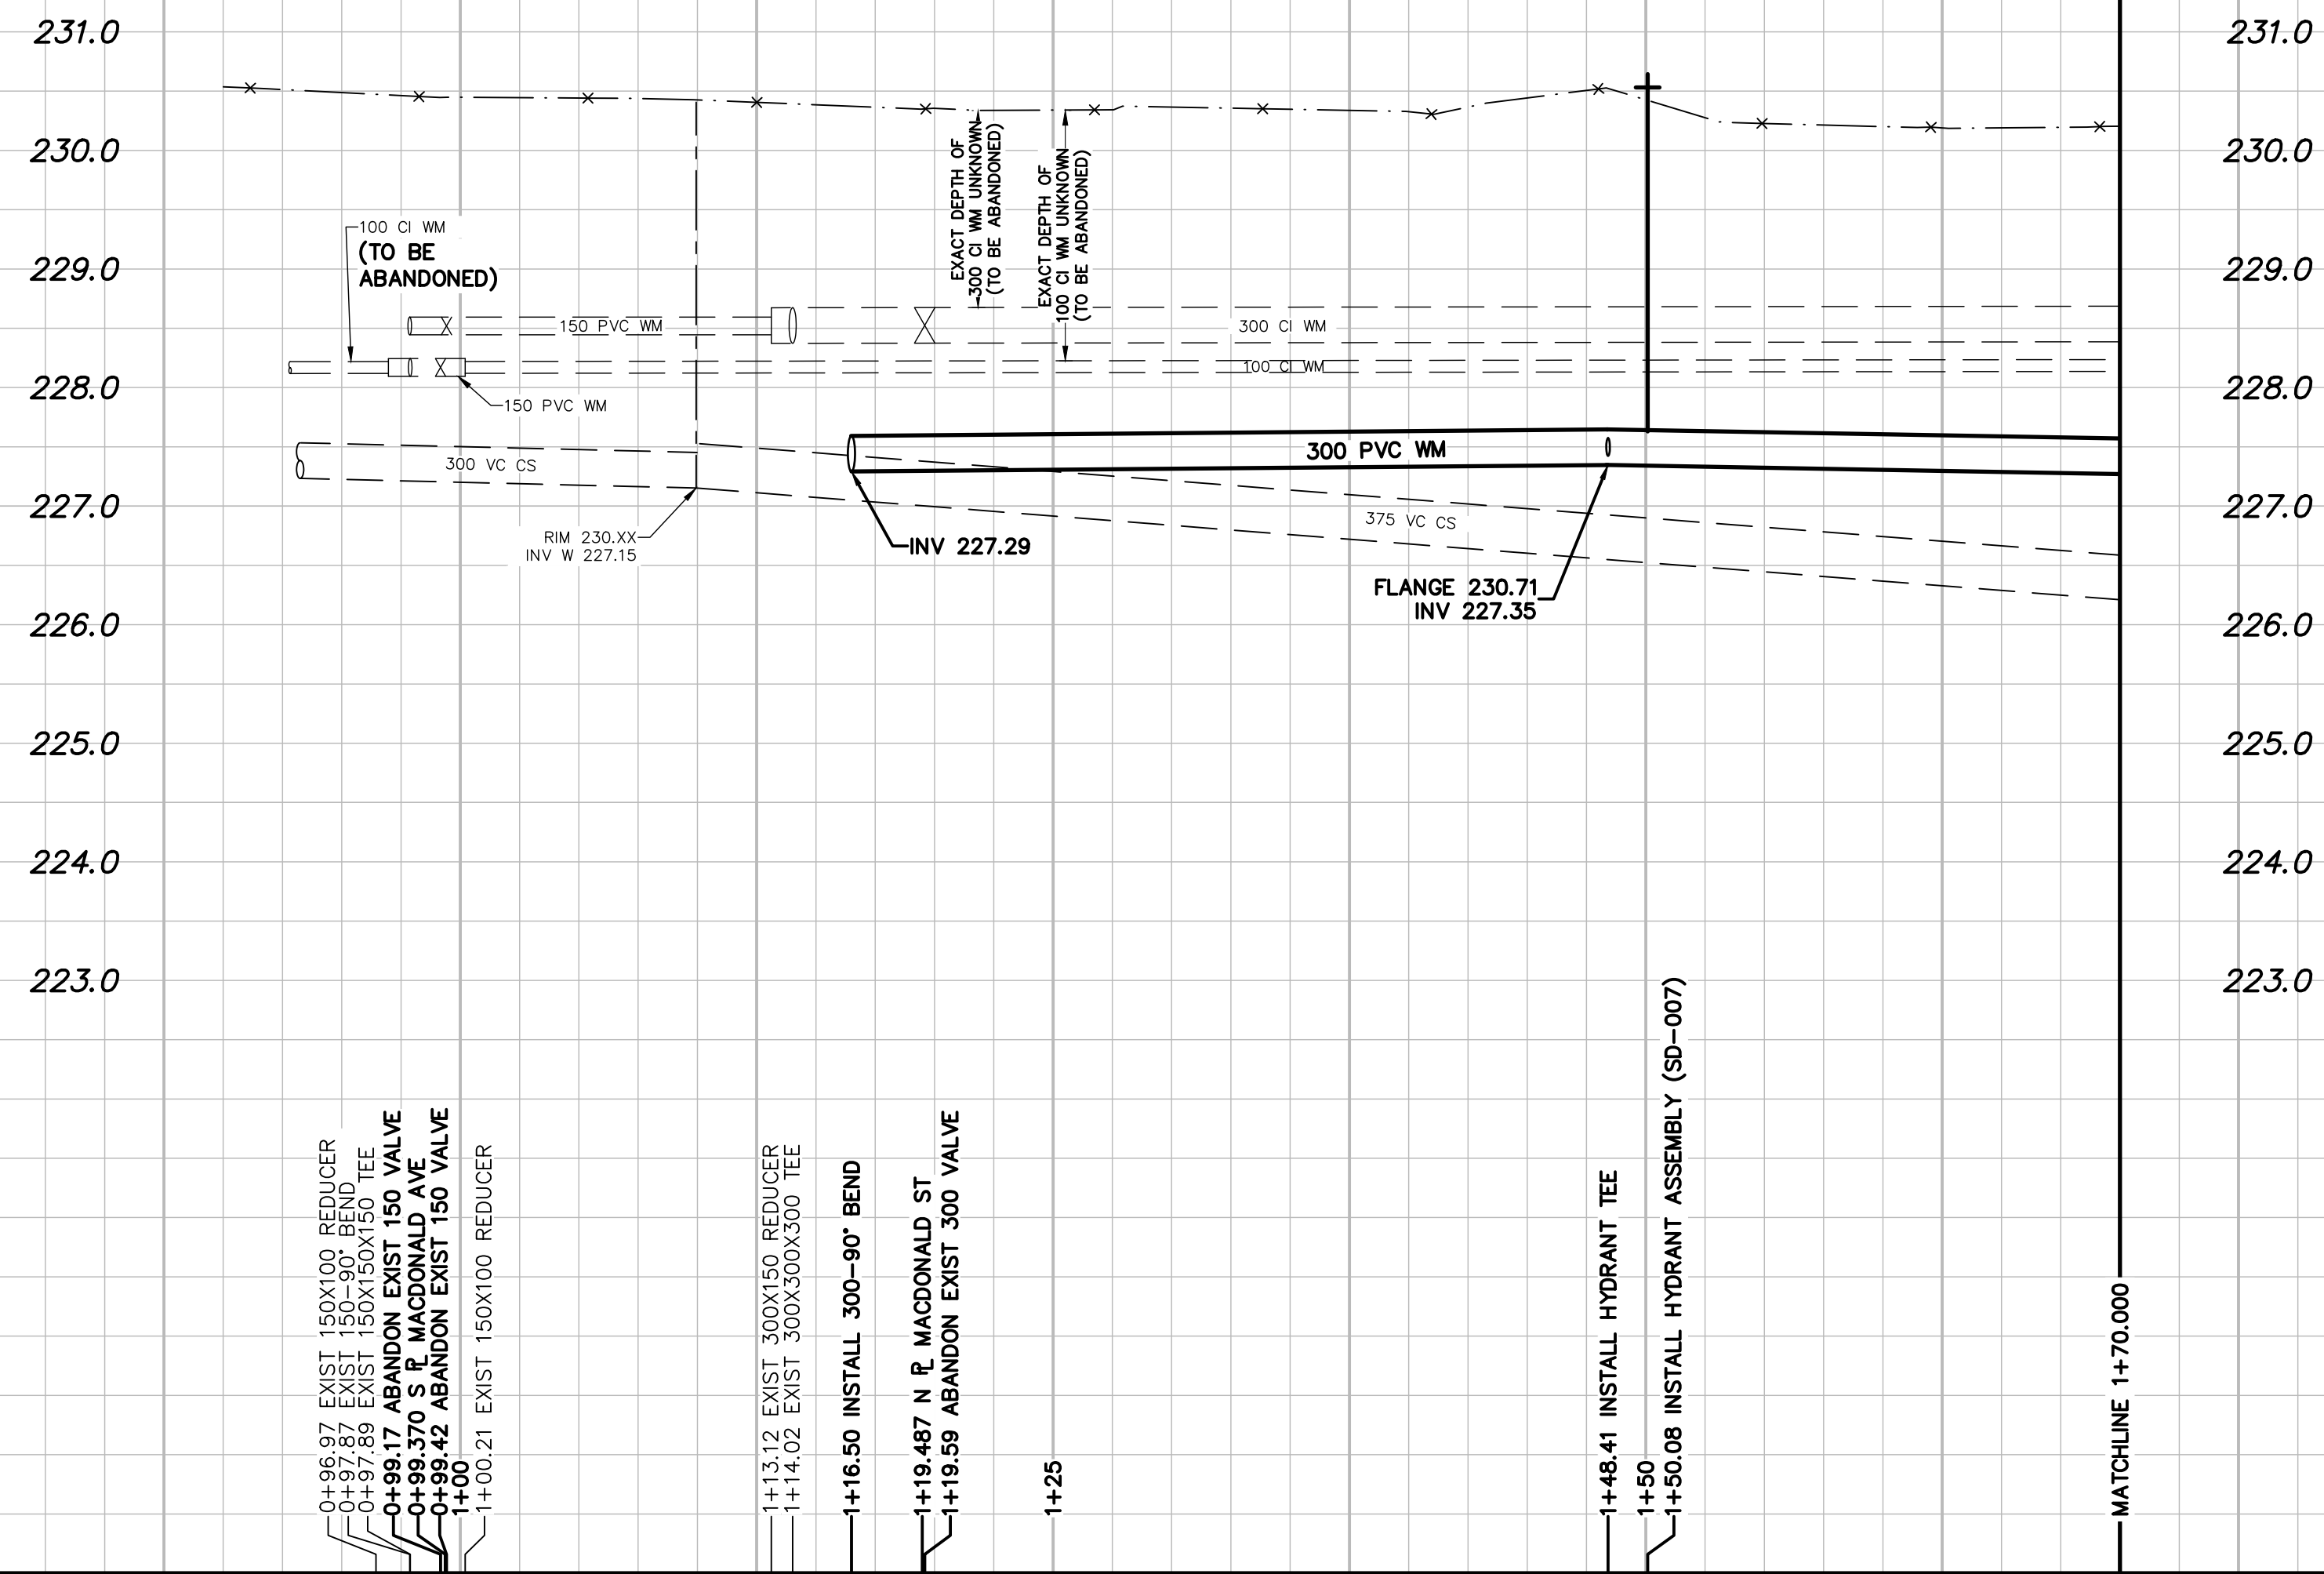 231.0
231.0
230.0
230.0
229.0
229.0
228.0
228.0
227.0
227.0
226.0
226.0
225.0
225.0
224.0
224.0
223.0
223.0
100 CI WM
(TO BE
ABANDONED)
EXACT DEPTH OF
300 CI WM UNKNOWN
(TO BE ABANDONED)
EXACT DEPTH OF
100 CI WM UNKNOWN
(TO BE ABANDONED)
150 PVC WM
300 CI WM
100 CI WM
150 PVC WM
300 VC CS
300 PVC WM
375 VC CS
RIM 230.XX
INV W 227.15
INV 227.29
FLANGE 230.71
INV 227.35
0+96.97 EXIST 150X100 REDUCER
0+97.87 EXIST 150-90° BEND
0+97.89 EXIST 150X150X150 TEE
0+99.17 ABANDON EXIST 150 VALVE
0+99.370 S ⅊ MACDONALD AVE
0+99.42 ABANDON EXIST 150 VALVE
1+00
1+00.21 EXIST 150X100 REDUCER
1+13.12 EXIST 300X150 REDUCER
1+14.02 EXIST 300X300X300 TEE
1+16.50 INSTALL 300-90° BEND
1+19.487 N ⅊ MACDONALD ST
1+19.59 ABANDON EXIST 300 VALVE
1+25
1+48.41 INSTALL HYDRANT TEE
1+50
1+50.08 INSTALL HYDRANT ASSEMBLY (SD-007)
MATCHLINE 1+70.000